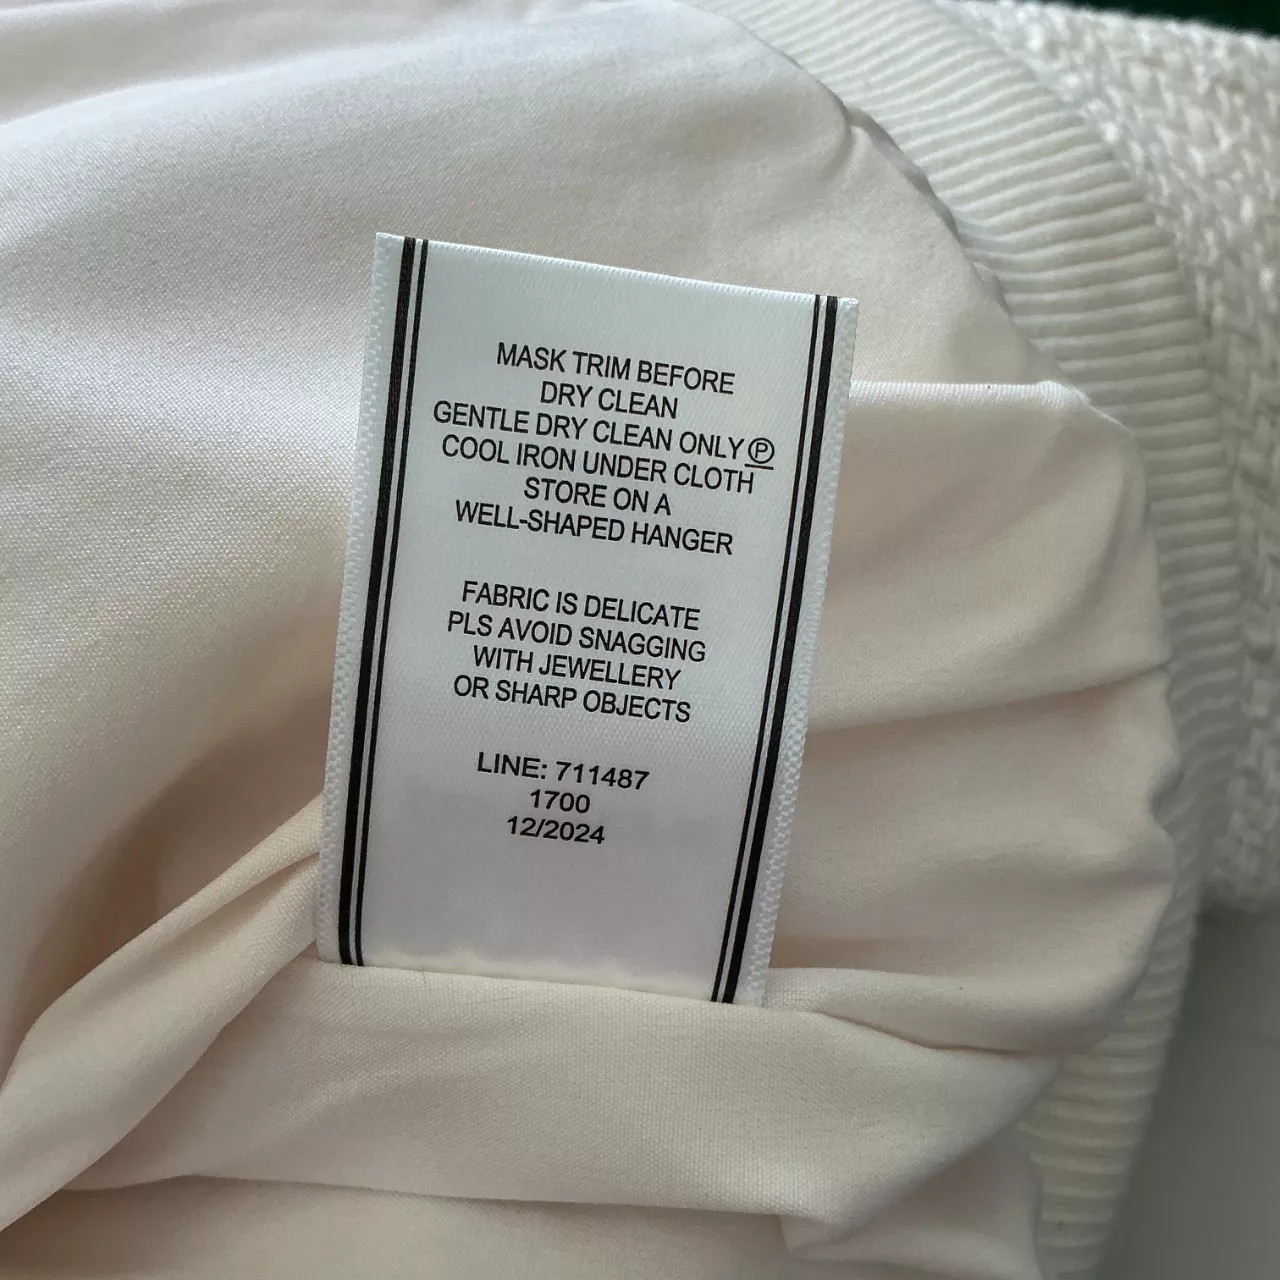 MASK TRIM BEFORE
DRY CLEAN
GENTLE DRY CLEAN ONLY Ⓟ
COOL IRON UNDER CLOTH
STORE ON A
WELL-SHAPED HANGER
FABRIC IS DELICATE
PLS AVOID SNAGGING
WITH JEWELLERY
OR SHARP OBJECTS
LINE: 711487
1700
12/2024